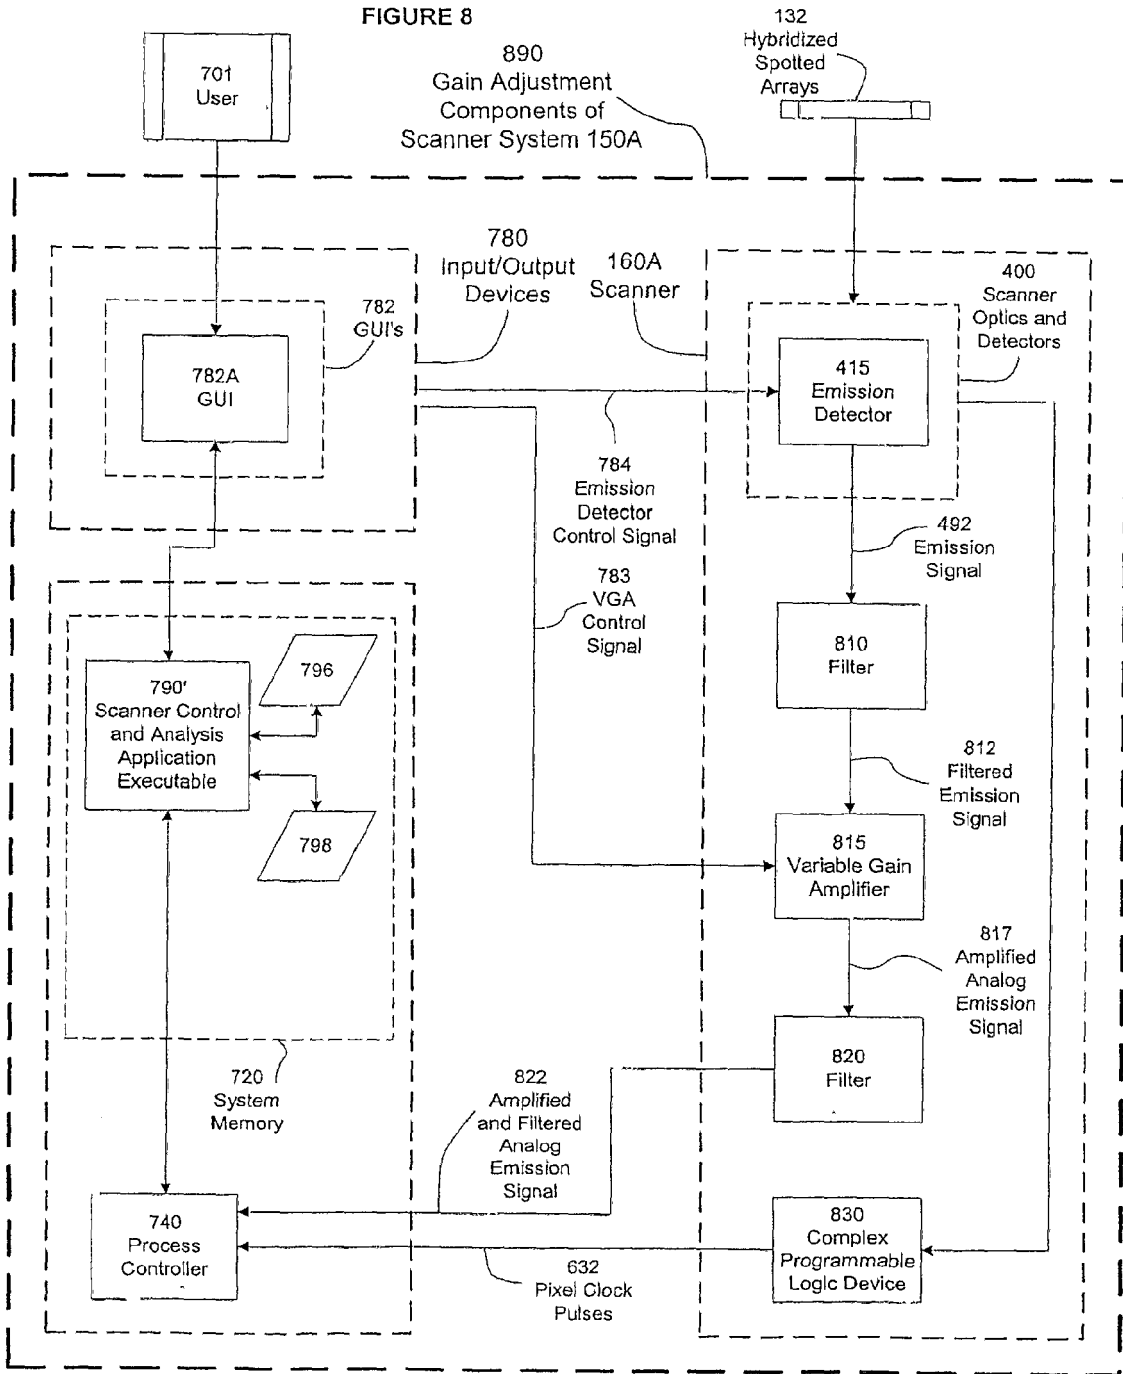 FIGURE 8
132
Hybridized
Spotted
Arrays
701
User
890
Gain Adjustment
Components of
Scanner System 150A
780
Input/Output
Devices
160A
Scanner
400
Scanner
Optics and
Detectors
782
GUI's
782A
GUI
415
Emission
Detector
784
Emission
Detector
Control Signal
492
Emission
Signal
783
VGA
Control
Signal
810
Filter
790'
Scanner Control
and Analysis
Application
Executable
796
798
812
Filtered
Emission
Signal
815
Variable Gain
Amplifier
817
Amplified
Analog
Emission
Signal
820
Filter
720
System
Memory
822
Amplified
and Filtered
Analog
Emission
Signal
740
Process
Controller
830
Complex
Programmable
Logic Device
632
Pixel Clock
Pulses